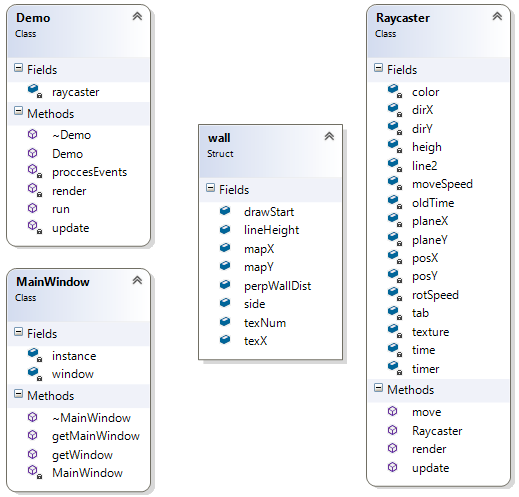 Demo
Class
Fields
raycaster
Methods
~Demo
Demo
proccesEvents
render
run
update
MainWindow
Class
Fields
instance
window
Methods
~MainWindow
getMainWindow
getWindow
MainWindow
wall
Struct
Fields
drawStart
lineHeight
mapX
mapY
perpWallDist
side
texNum
texX
Raycaster
Class
Fields
color
dirX
dirY
heigh
line2
moveSpeed
oldTime
planeX
planeY
posX
posY
rotSpeed
tab
texture
time
timer
Methods
move
Raycaster
render
update